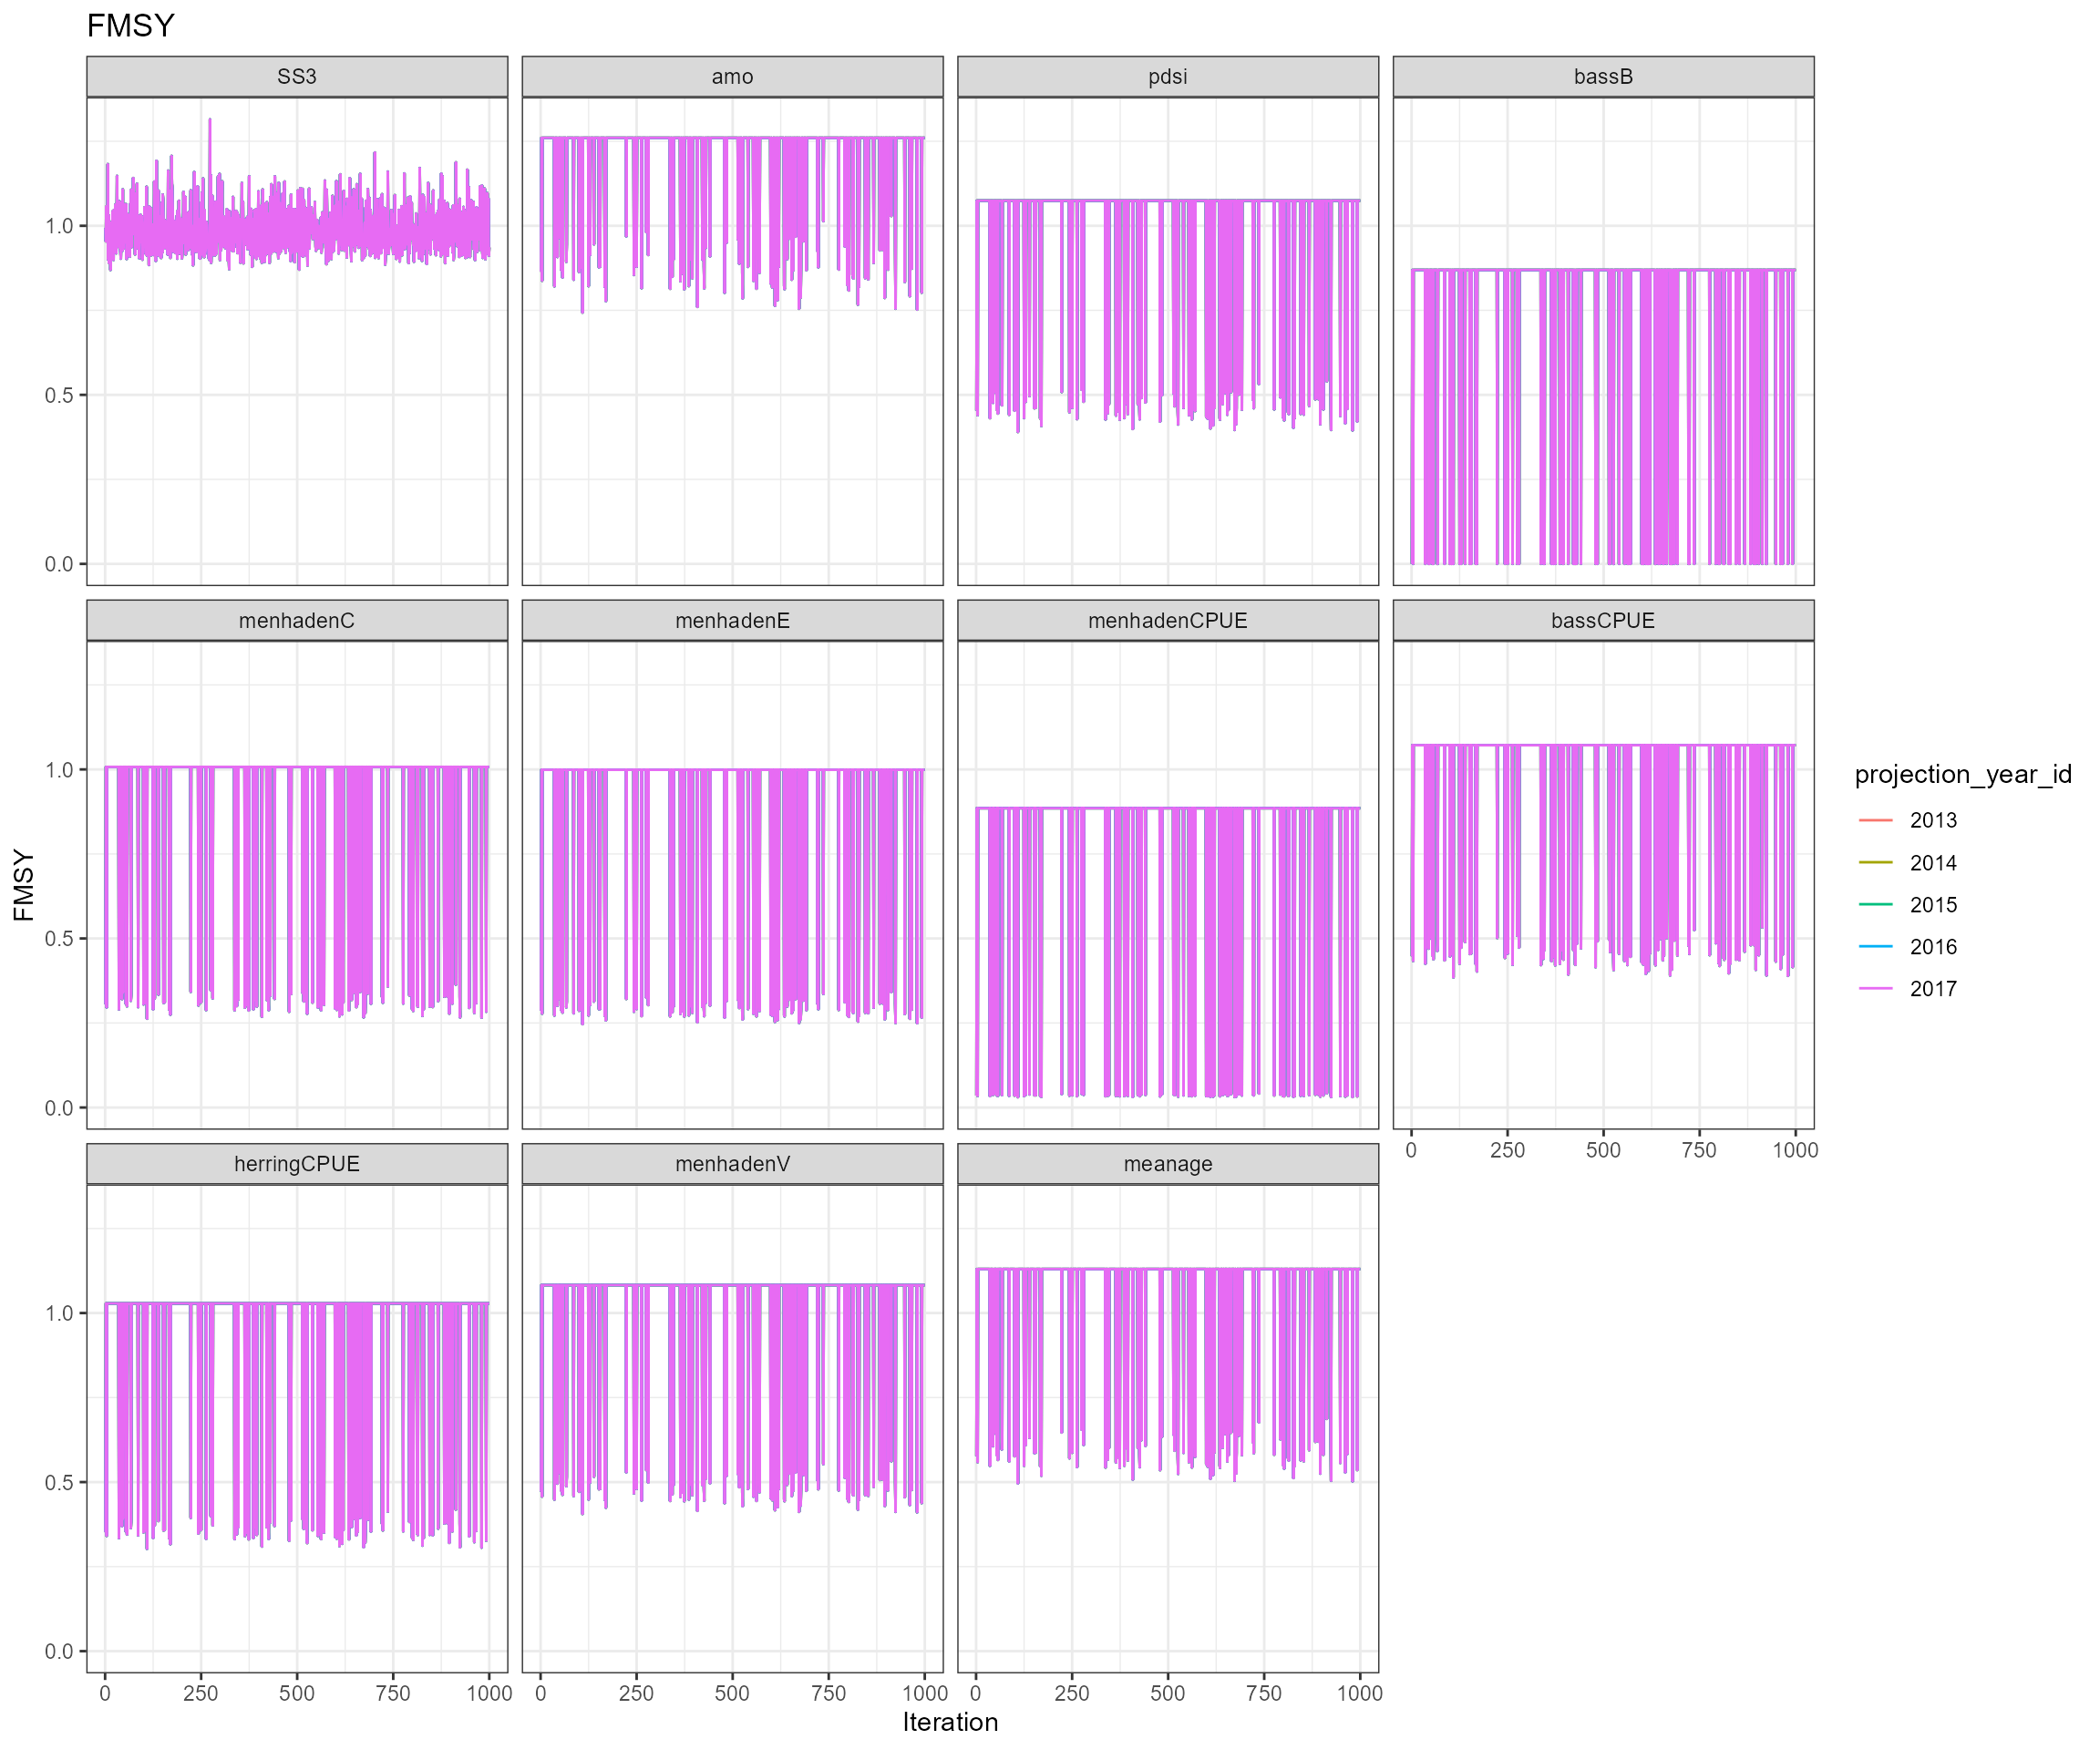 FMSY
SS3 amo pdsi bassB
1.0
0.5
0.0
menhadenC menhadenE menhadenCPUE bassCPUE
1.0
0.5
0.0
0 250 500 750 1000
herringCPUE menhadenV meanage
1.0
0.5
0.0
0 250 500 750 1000 0 250 500 750 1000 0 250 500 750 1000
Iteration
FMSY
projection_year_id
2013
2014
2015
2016
2017